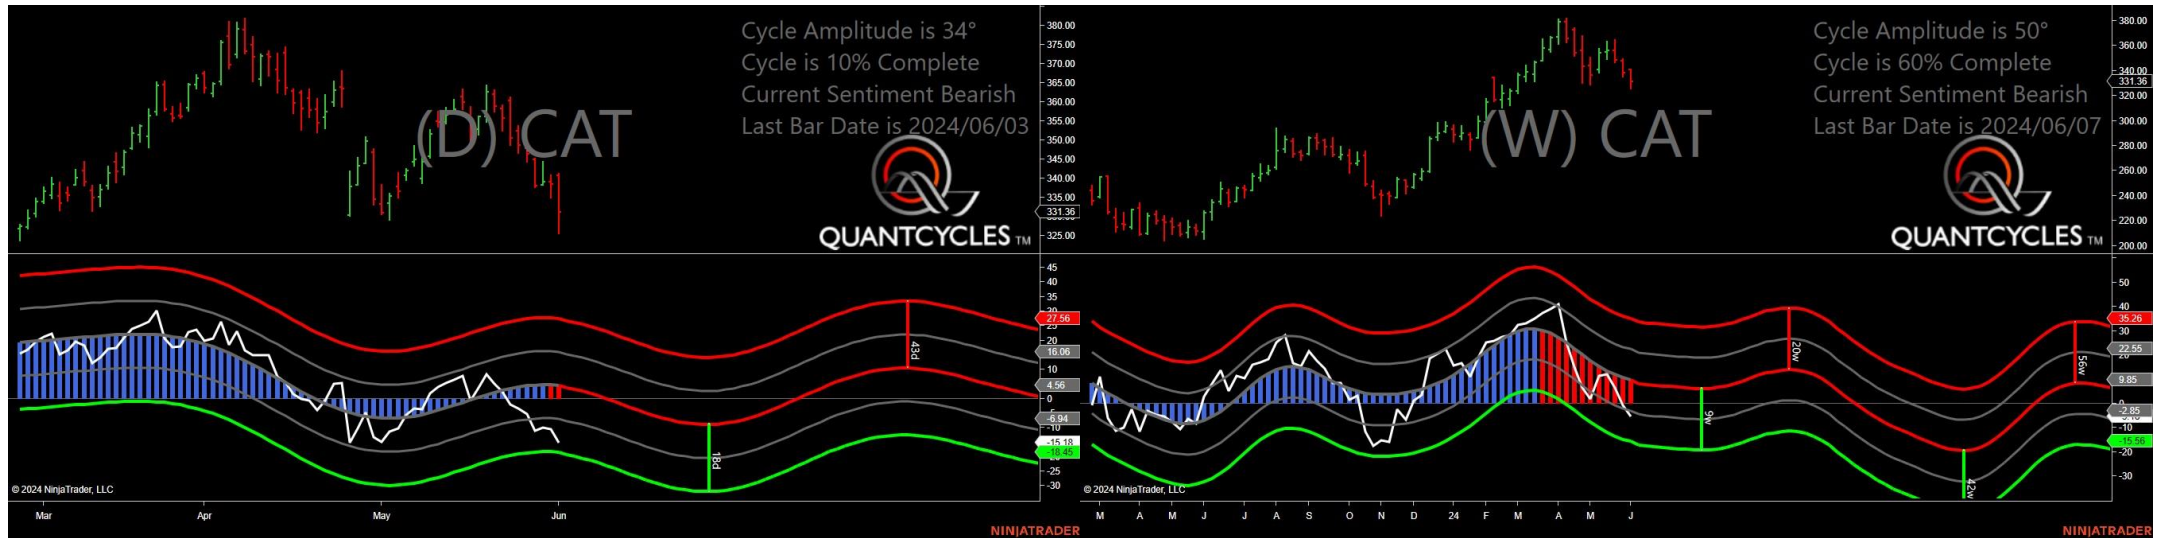 Cycle Amplitude is 34°
Cycle is 10% Complete
Current Sentiment Bearish
Last Bar Date is 2024/06/03
(D) CAT
QUANTCYCLES TM
380.00
375.00
370.00
365.00
360.00
355.00
350.00
345.00
340.00
335.00
331.36
325.00
45
40
35
27.56
20
16.06
10
4.56
0
-6.94
-10
-15.18
-18.45
-25
-30
43d
18d
© 2024 NinjaTrader, LLC
Mar
Apr
May
Jun
NINJATRADER
Cycle Amplitude is 50°
Cycle is 60% Complete
Current Sentiment Bearish
Last Bar Date is 2024/06/07
(W) CAT
QUANTCYCLES TM
380.00
360.00
340.00
331.36
320.00
300.00
280.00
260.00
240.00
220.00
200.00
50
35.26
30
22.55
9.85
0
-2.85
-10
-15.56
-20
-30
20w
56w
9w
42w
© 2024 NinjaTrader, LLC
M A M J J A S O N D 24 F M A M J
NINJATRADER